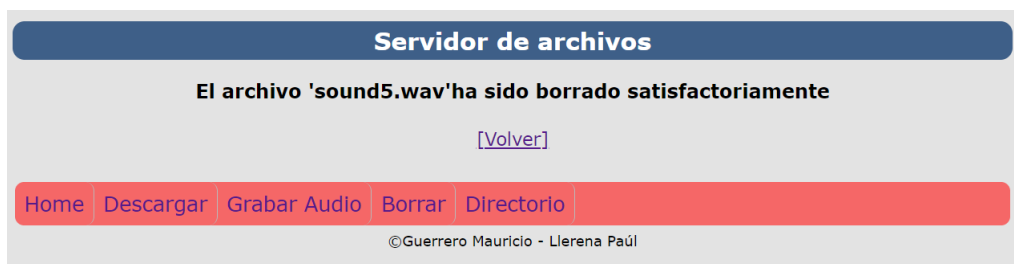 Servidor de archivos
El archivo 'sound5.wav'ha sido borrado satisfactoriamente
[Volver]
Home Descargar Grabar Audio Borrar Directorio
©Guerrero Mauricio - Llerena Paúl